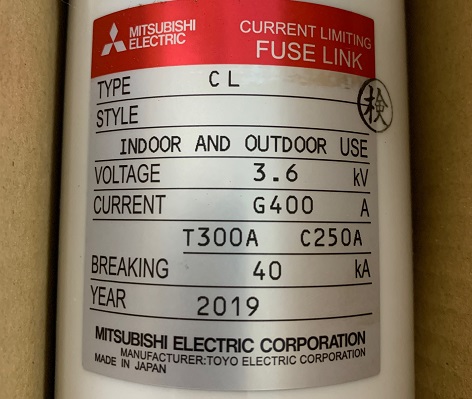 MITSUBISHI
ELECTRIC
CURRENT LIMITING
FUSE LINK
TYPE CL
STYLE
検
INDOOR AND OUTDOOR USE
VOLTAGE 3.6 kV
CURRENT G400 A
T300A C250A
BREAKING 40 kA
YEAR 2019
MITSUBISHI ELECTRIC CORPORATION
MANUFACTURER:TOYO ELECTRIC CORPORATION
MADE IN JAPAN